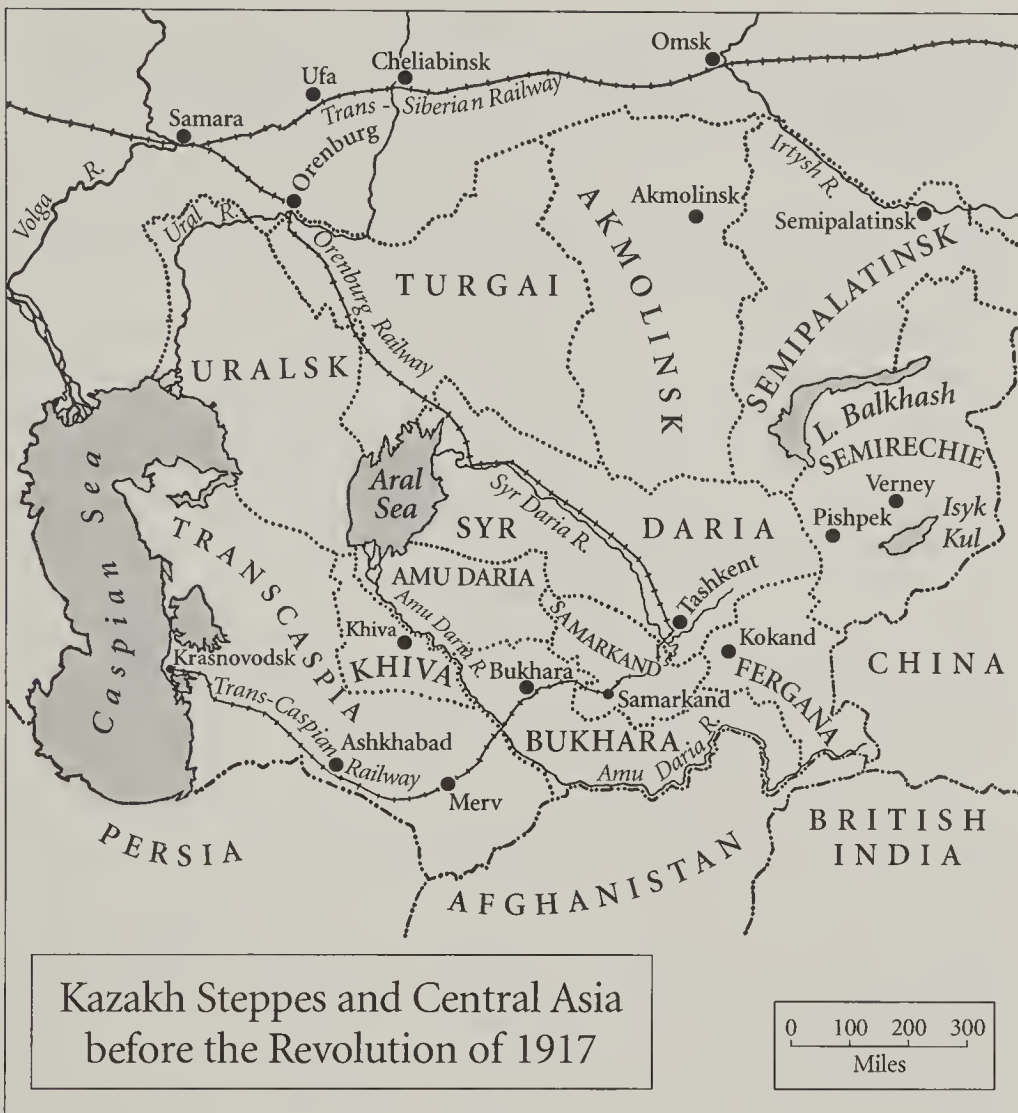 Omsk
Cheliabinsk
Ufa
Trans - Siberian Railway
Samara
Orenburg
Volga R.
Ural R.
Irtysh R.
Akmolinsk
Semipalatinsk
AKMOLINSK
SEMIPALATINSK
TURGAI
Orenburg Railway
URALSK
L. Balkhash
SEMIRECHIE
Verney
Isyk
Kul
Pishpek
Caspian Sea
Aral
Sea
Syr Daria R.
SYR DARIA
TRANSCASPIA
AMU DARIA
Amu Daria R.
SAMARKAND
Tashkent
Khiva
KHIVA
Kokand
FERGANA
CHINA
Krasnovodsk
Bukhara
Samarkand
Trans-Caspian Railway
Ashkhabad
BUKHARA
Amu Daria R.
Merv
PERSIA
AFGHANISTAN
BRITISH
INDIA
Kazakh Steppes and Central Asia
before the Revolution of 1917
0 100 200 300
Miles